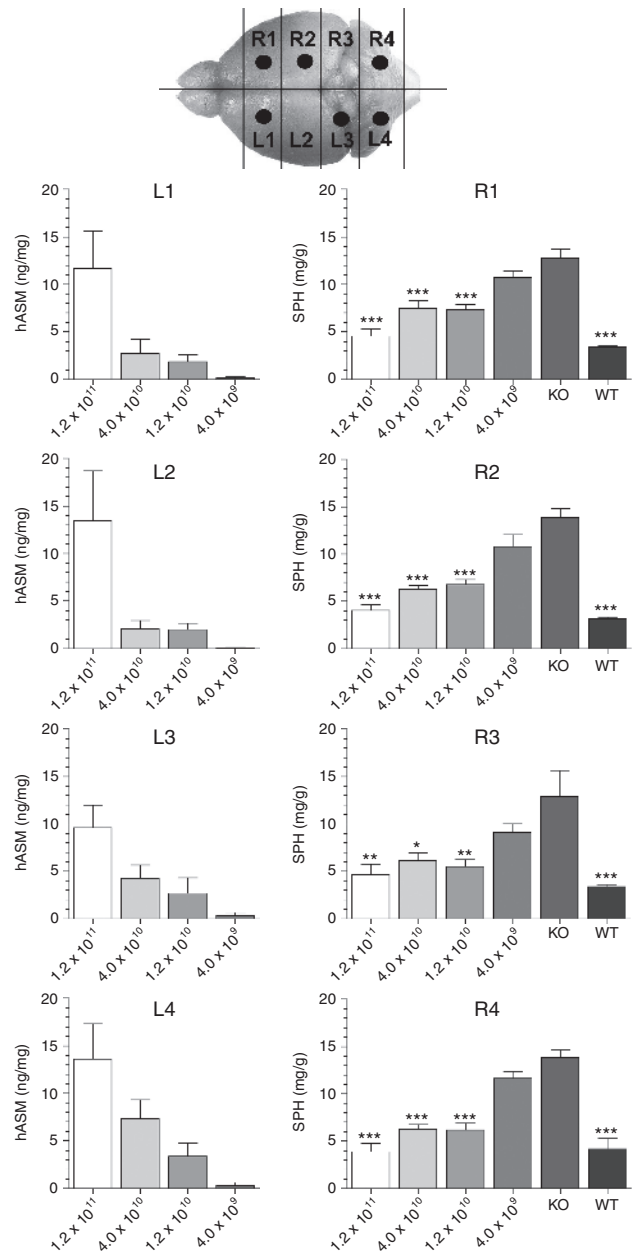 R1 R2 R3 R4
L1 L2 L3 L4
L1
hASM (ng/mg)
20
15
10
5
0
1.2 x 10¹¹
4.0 x 10¹⁰
1.2 x 10¹⁰
4.0 x 10⁹
R1
SPH (mg/g)
20
15
10
5
0
***
***
***
***
1.2 x 10¹¹
4.0 x 10¹⁰
1.2 x 10¹⁰
4.0 x 10⁹
KO
WT
L2
hASM (ng/mg)
20
15
10
5
0
1.2 x 10¹¹
4.0 x 10¹⁰
1.2 x 10¹⁰
4.0 x 10⁹
R2
SPH (mg/g)
20
15
10
5
0
***
***
***
***
1.2 x 10¹¹
4.0 x 10¹⁰
1.2 x 10¹⁰
4.0 x 10⁹
KO
WT
L3
hASM (ng/mg)
20
15
10
5
0
1.2 x 10¹¹
4.0 x 10¹⁰
1.2 x 10¹⁰
4.0 x 10⁹
R3
SPH (mg/g)
20
15
10
5
0
**
*
**
***
1.2 x 10¹¹
4.0 x 10¹⁰
1.2 x 10¹⁰
4.0 x 10⁹
KO
WT
L4
hASM (ng/mg)
20
15
10
5
0
1.2 x 10¹¹
4.0 x 10¹⁰
1.2 x 10¹⁰
4.0 x 10⁹
R4
SPH (mg/g)
20
15
10
5
0
***
***
***
***
1.2 x 10¹¹
4.0 x 10¹⁰
1.2 x 10¹⁰
4.0 x 10⁹
KO
WT